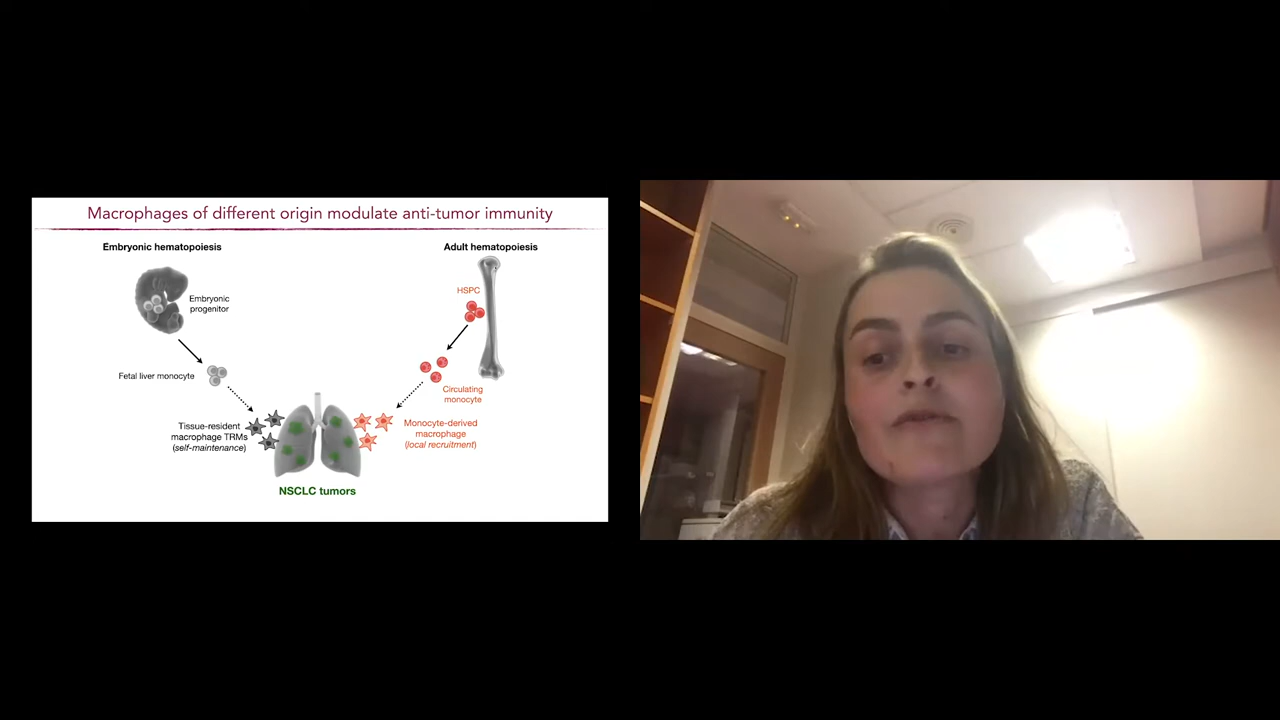 Macrophages of different origin modulate anti-tumor immunity
Embryonic hematopoiesis
Adult hematopoiesis
HSPC
Embryonic
progenitor
Fetal liver monocyte
Circulating
monocyte
Tissue-resident
macrophage TRMs
(self-maintenance)
Monocyte-derived
macrophage
(local recruitment)
NSCLC tumors